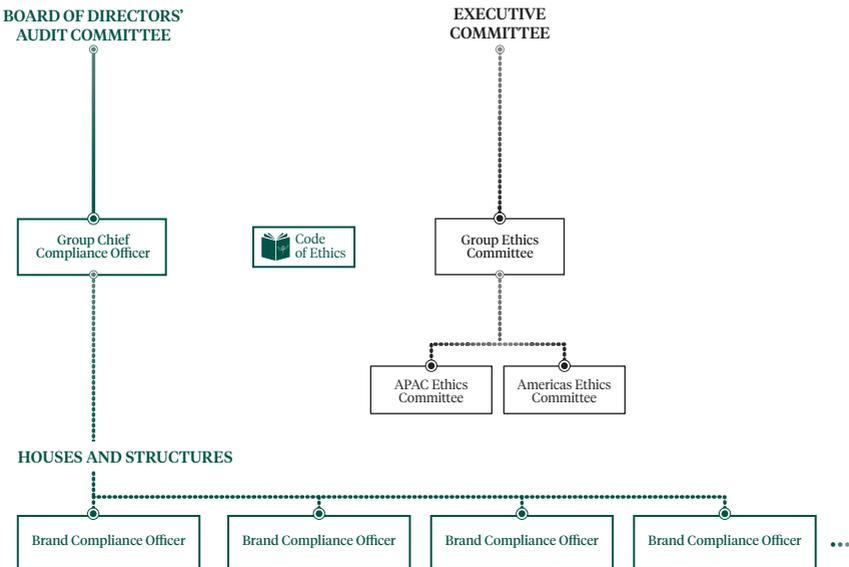 BOARD OF DIRECTORS’
AUDIT COMMITTEE
EXECUTIVE
COMMITTEE
Group Chief
Compliance Officer
Code
of Ethics
Group Ethics
Committee
APAC Ethics
Committee
Americas Ethics
Committee
HOUSES AND STRUCTURES
Brand Compliance Officer
Brand Compliance Officer
Brand Compliance Officer
Brand Compliance Officer